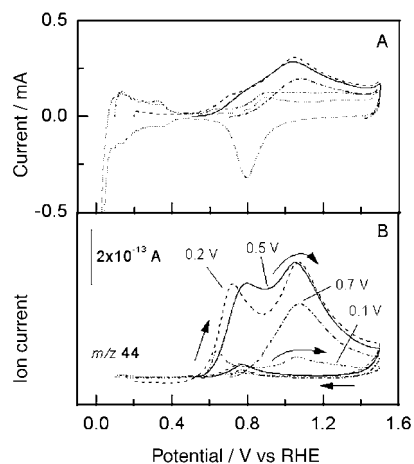 A
Current / mA
0.5
0.0
-0.5
B
2x10⁻¹³ A
0.2 V
0.5 V
0.7 V
0.1 V
m/z 44
Ion current
0.0 0.4 0.8 1.2 1.6
Potential / V vs RHE